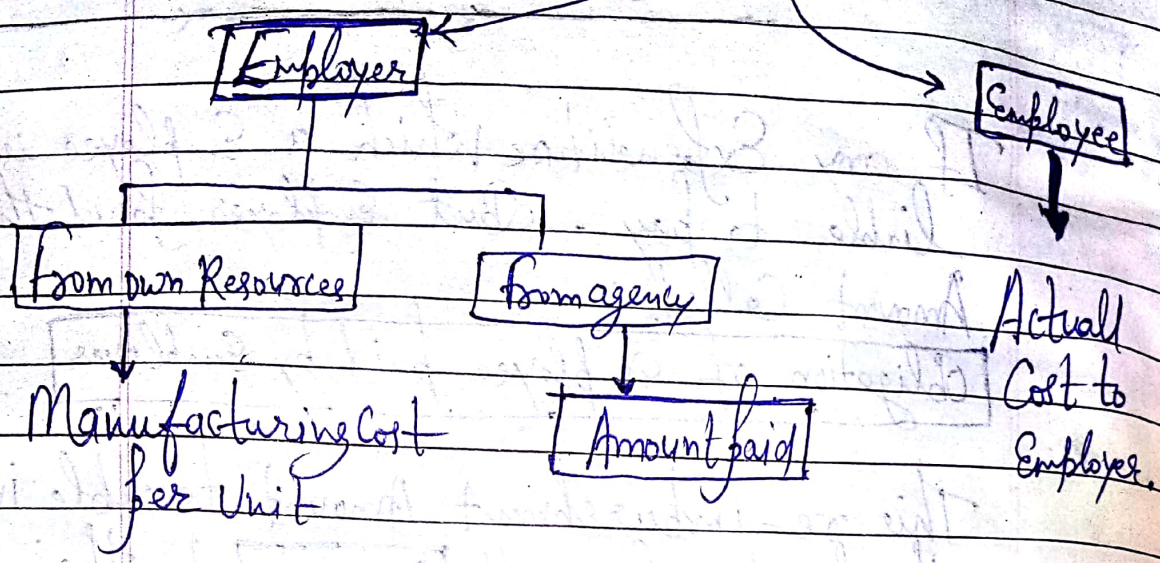 Employer
Employee
from own Resources
from agency
Actuall
Cost to
Employer.
Manufacturing Cost
per Unit
Amount paid